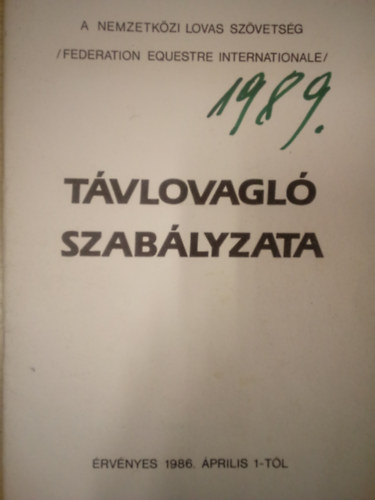 A NEMZETKÖZI LOVAS SZÖVETSÉG
/FEDERATION EQUESTRE INTERNATIONALE/
1989.
TÁVLOVAGLÓ
SZABÁLYZATA
ÉRVÉNYES 1986. ÁPRILIS 1-TŐL